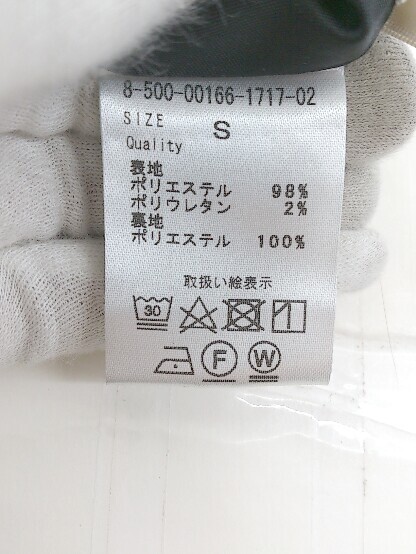 8-500-00166-1717-02
SIZE S
Quality
表地
ポリエステル 98%
ポリウレタン 2%
裏地
ポリエステル 100%
取扱い絵表示
30
F W